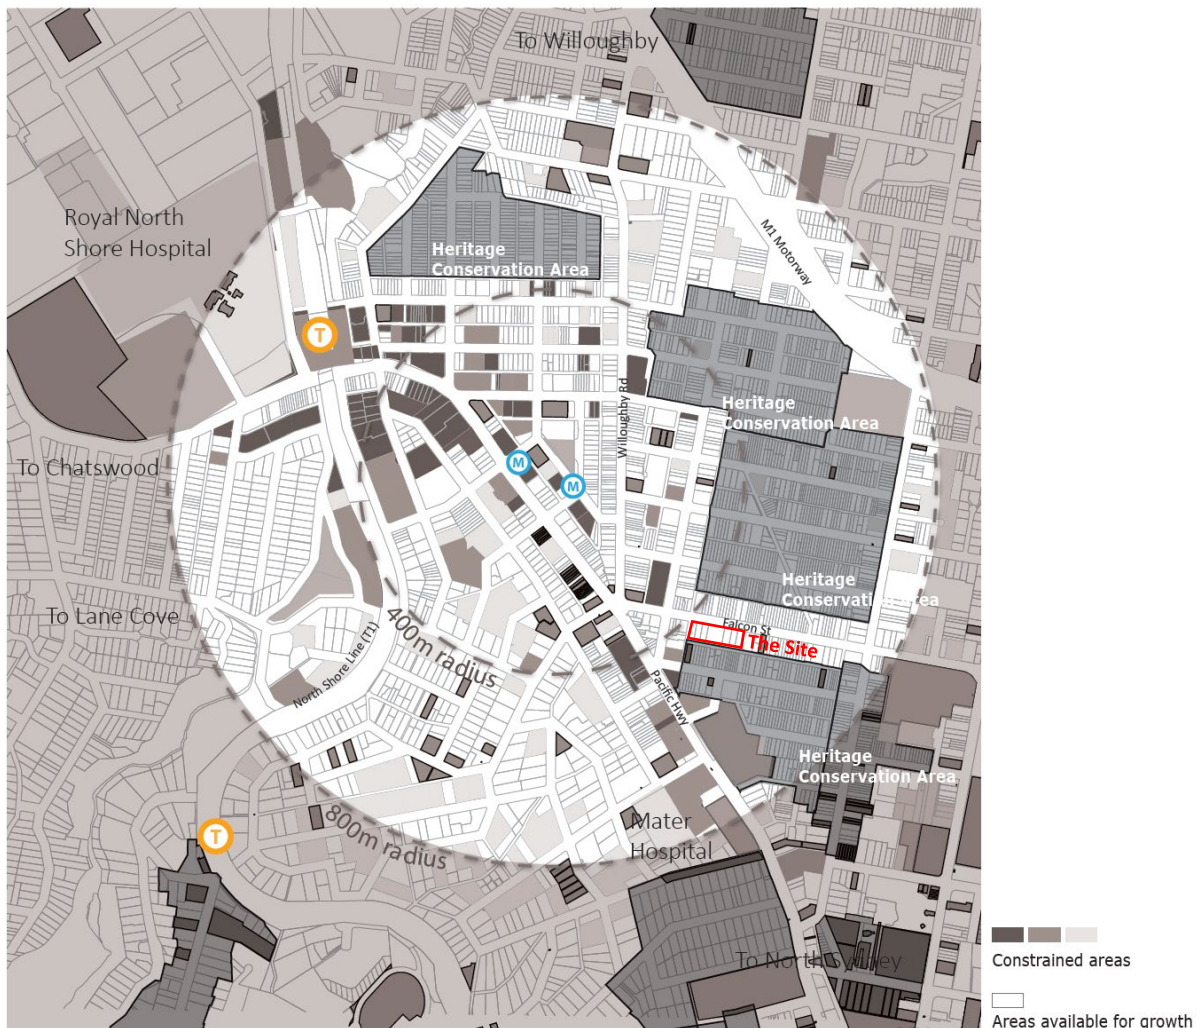 To Willoughby
Royal North
Shore Hospital
M1 Motorway
Heritage
Conservation Area
T
Willoughby Rd
Heritage
Conservation Area
To Chatswood
M
M
Heritage
Conservation Area
To Lane Cove
400m radius
Falcon St
The Site
North Shore Line (T1)
Pacific Hwy
Heritage
Conservation Area
T
800m radius
Mater
Hospital
To North Sydney
Constrained areas
Areas available for growth